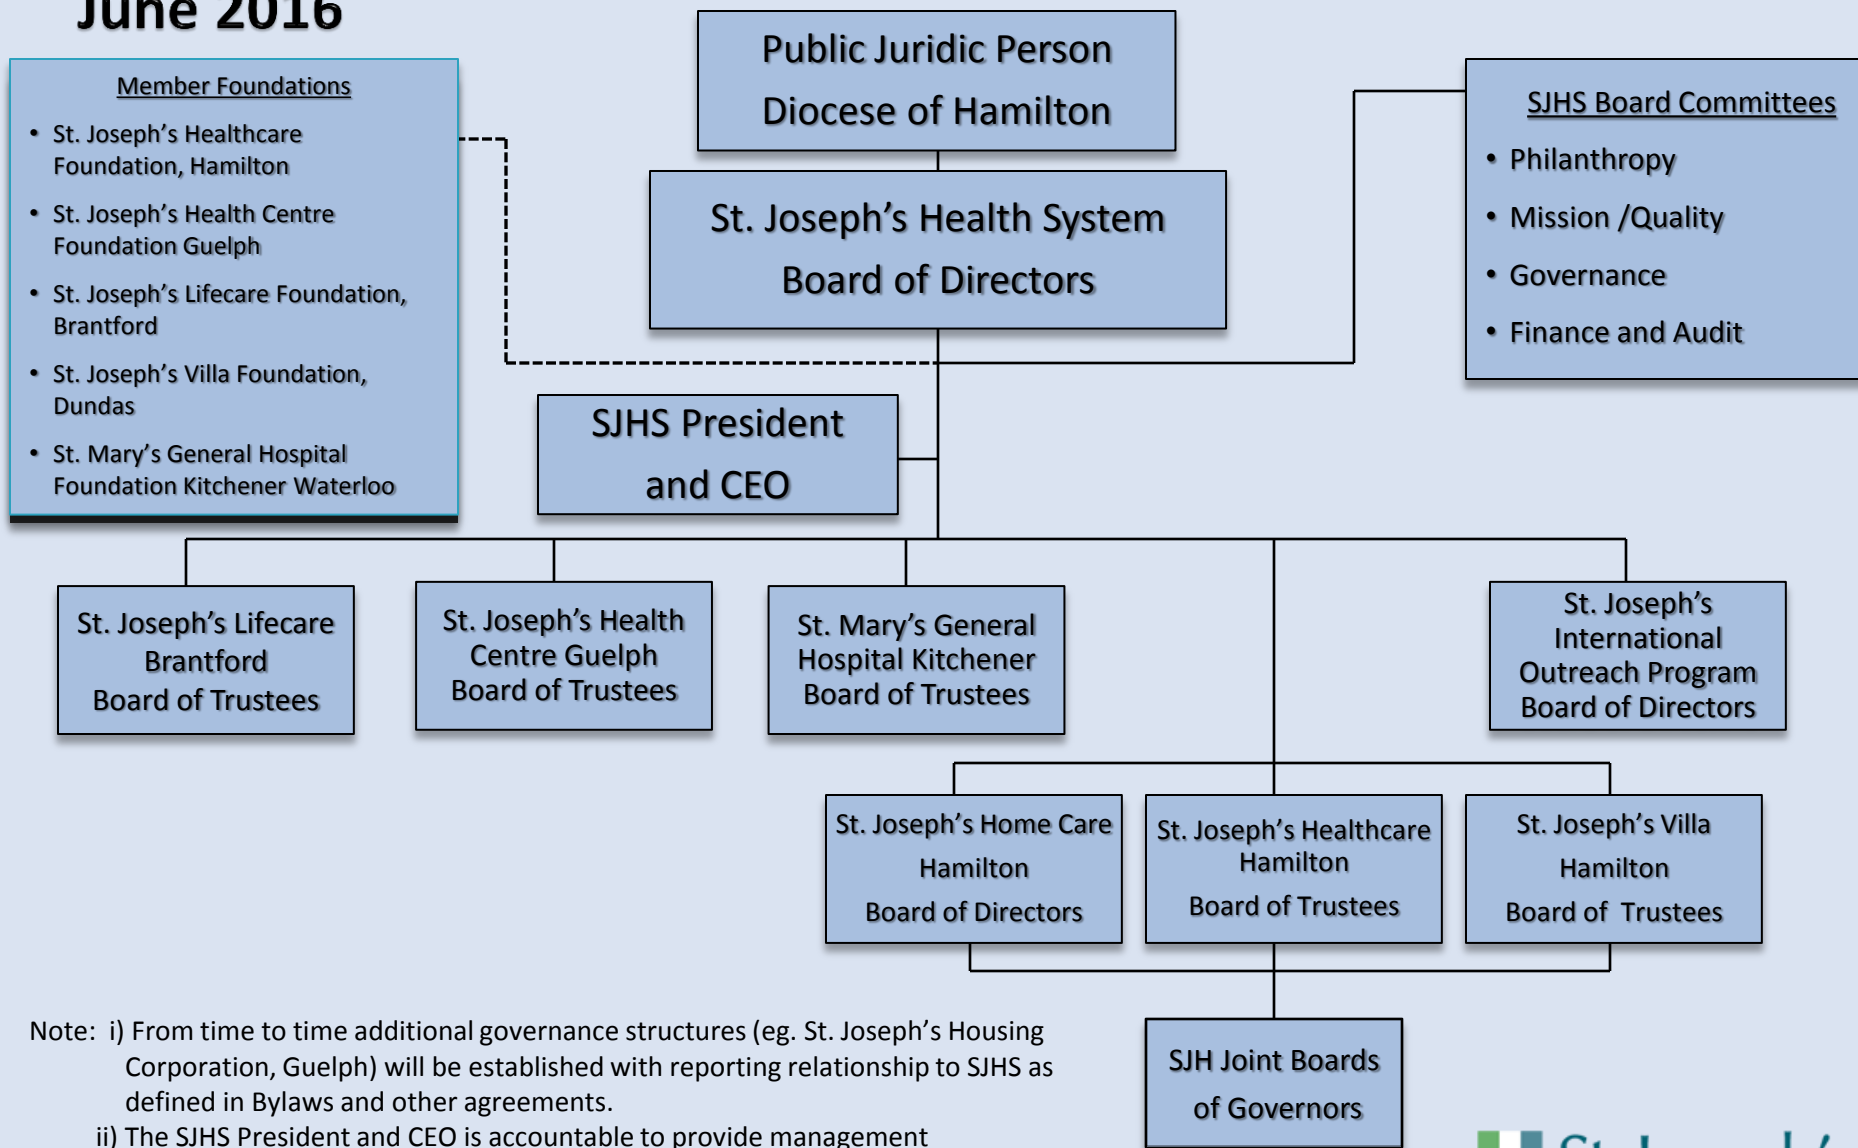 June 2016
Member Foundations
• St. Joseph's Healthcare
Foundation, Hamilton
• St. Joseph's Health Centre
Foundation Guelph
• St. Joseph's Lifecare Foundation,
Brantford
• St. Joseph's Villa Foundation,
Dundas
• St. Mary's General Hospital
Foundation Kitchener Waterloo
Public Juridic Person
Diocese of Hamilton
St. Joseph's Health System
Board of Directors
SJHS Board Committees
• Philanthropy
• Mission /Quality
• Governance
• Finance and Audit
SJHS President
and CEO
St. Joseph's Lifecare
Brantford
Board of Trustees
St. Joseph's Health
Centre Guelph
Board of Trustees
St. Mary's General
Hospital Kitchener
Board of Trustees
St. Joseph's
International
Outreach Program
Board of Directors
St. Joseph's Home Care
Hamilton
Board of Directors
St. Joseph's Healthcare
Hamilton
Board of Trustees
St. Joseph's Villa
Hamilton
Board of  Trustees
SJH Joint Boards
of Governors
Note:  i) From time to time additional governance structures (eg. St. Joseph's Housing
Corporation, Guelph) will be established with reporting relationship to SJHS as
defined in Bylaws and other agreements.
ii) The SJHS President and CEO is accountable to provide management
St. Joseph's